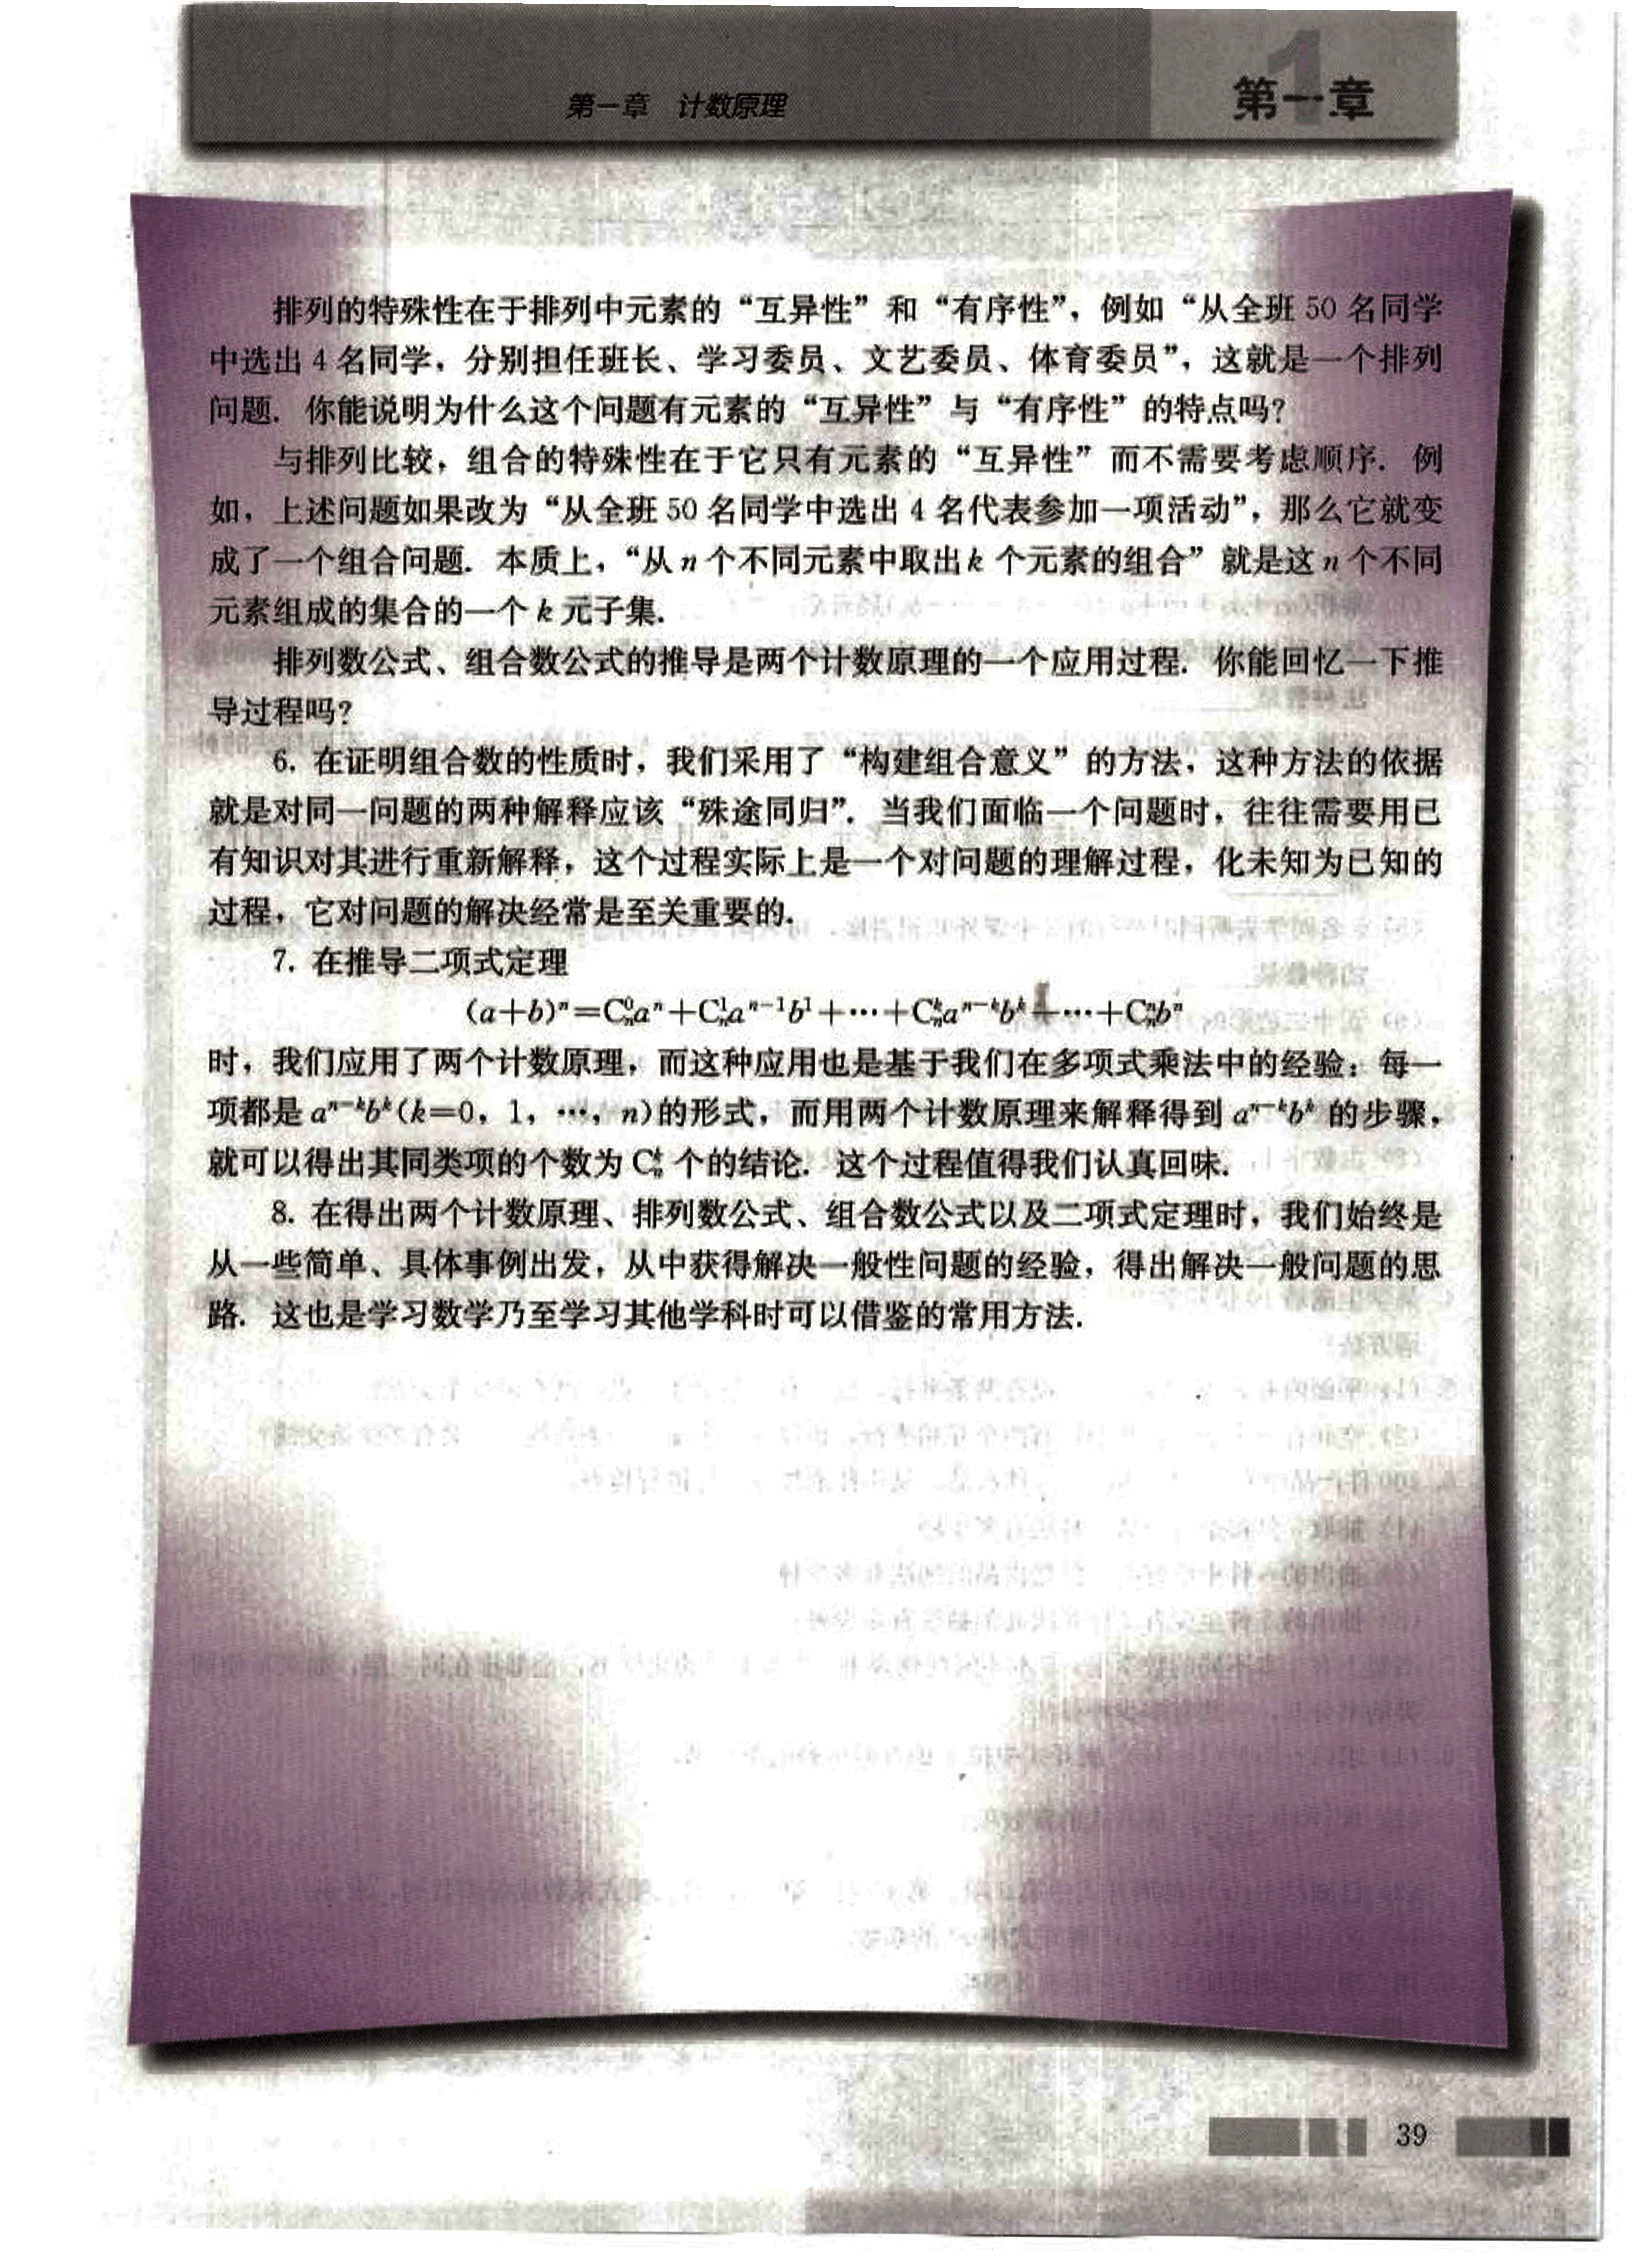 第一章 计数原理
第一章
排列的特殊性在于排列中元素的“互异性”和“有序性”，例如“从全班 50 名同学
中选出 4 名同学，分别担任班长、学习委员、文艺委员、体育委员”，这就是一个排列
问题. 你能说明为什么这个问题有元素的“互异性”与“有序性”的特点吗?
与排列比较，组合的特殊性在于它只有元素的“互异性”而不需要考虑顺序. 例
如，上述问题如果改为“从全班 50 名同学中选出 4 名代表参加一项活动”，那么它就变
成了一个组合问题. 本质上，“从 n 个不同元素中取出 k 个元素的组合”就是这 n 个不同
元素组成的集合的一个 k 元子集.
排列数公式、组合数公式的推导是两个计数原理的一个应用过程. 你能回忆一下推
导过程吗?
6. 在证明组合数的性质时，我们采用了“构建组合意义”的方法，这种方法的依据
就是对同一问题的两种解释应该“殊途同归”. 当我们面临一个问题时，往往需要用已
有知识对其进行重新解释，这个过程实际上是一个对问题的理解过程，化未知为已知的
过程，它对问题的解决经常是至关重要的.
7. 在推导二项式定理
$(a+b)^n=C_n^0a^n+C_n^1a^{n-1}b^1+\cdots+C_n^ka^{n-k}b^k+\cdots+C_n^nb^n$
时，我们应用了两个计数原理，而这种应用也是基于我们在多项式乘法中的经验：每一
项都是 $a^{n-k}b^k$(k=0，1，…，n)的形式，而用两个计数原理来解释得到 $a^{n-k}b^k$ 的步骤，
就可以得出其同类项的个数为 $C_n^k$ 个的结论. 这个过程值得我们认真回味.
8. 在得出两个计数原理、排列数公式、组合数公式以及二项式定理时，我们始终是
从一些简单、具体事例出发，从中获得解决一般性问题的经验，得出解决一般问题的思
路. 这也是学习数学乃至学习其他学科时可以借鉴的常用方法.
39